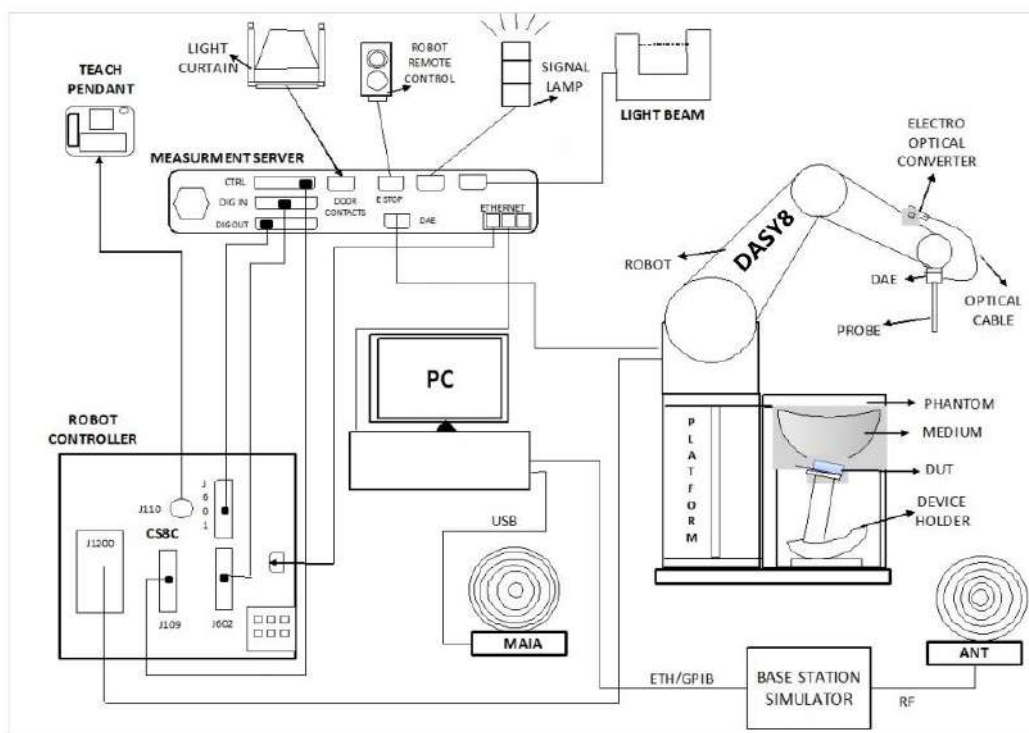 LIGHT
CURTAIN
ROBOT
REMOTE
CONTROL
SIGNAL
LAMP
LIGHT BEAM
TEACH
PENDANT
ELECTRO
OPTICAL
CONVERTER
MEASURMENT SERVER
CTRL
DIG IN
DIG OUT
DOOR
CONTACTS
E STOP
DAE
ETHERNET
DASY8
ROBOT
DAE
PROBE
OPTICAL
CABLE
PC
PLATFORM
PHANTOM
MEDIUM
DUT
DEVICE
HOLDER
ROBOT
CONTROLLER
J110
J601
CS8C
J1200
J109
J602
USB
MAIA
ANT
ETH/GPIB
BASE STATION
SIMULATOR
RF